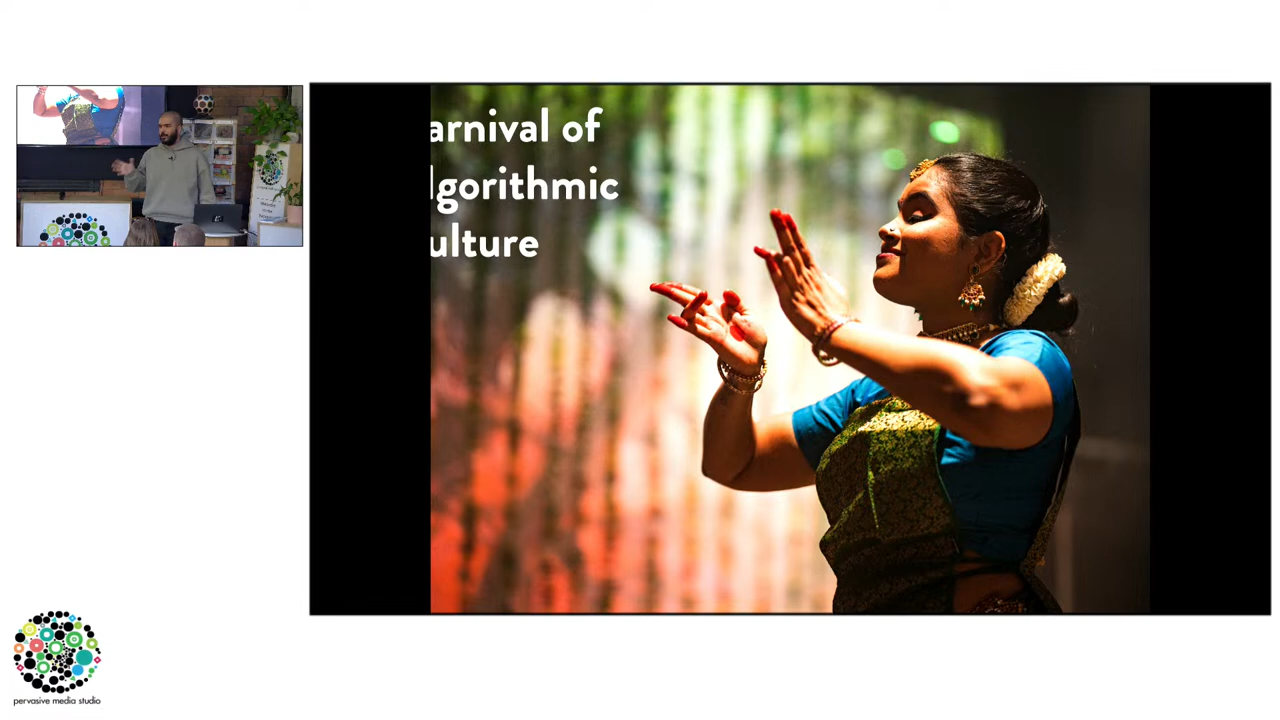 arnival of
lgorithmic
ulture
pervasive media studio